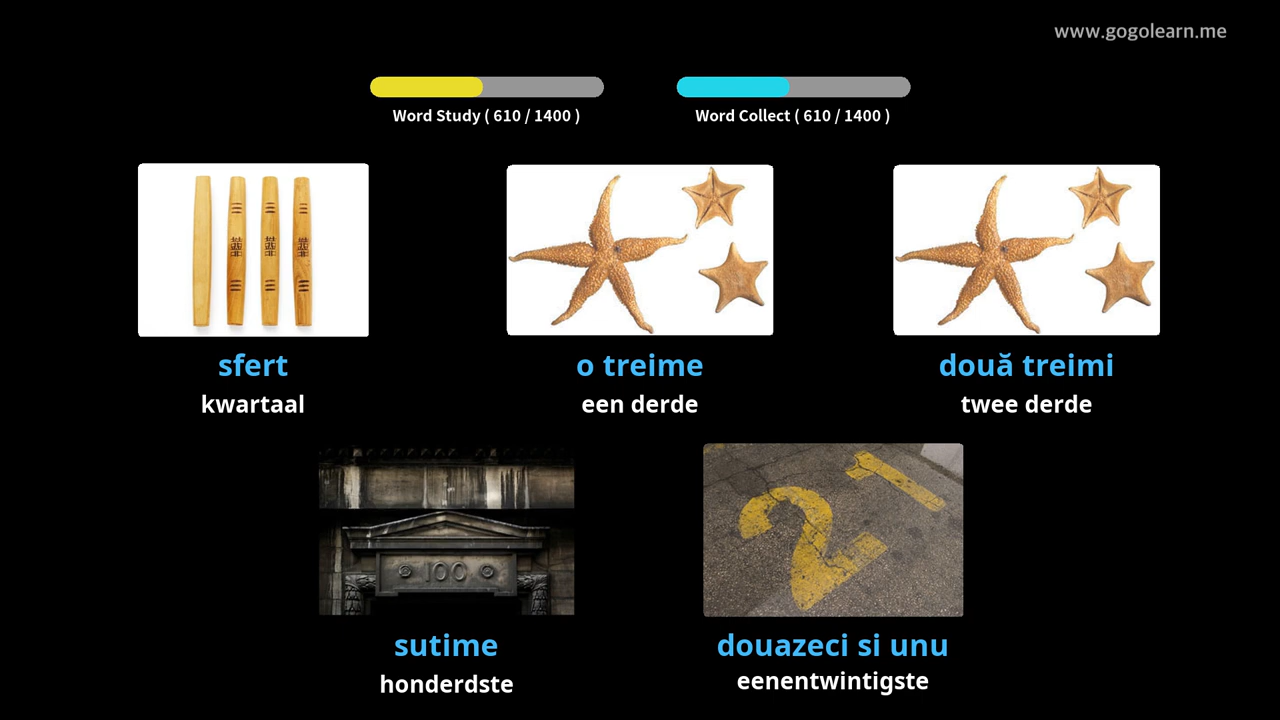 www.gogolearn.me
Word Study ( 610 / 1400 )
Word Collect ( 610 / 1400 )
sfert
kwartaal
o treime
een derde
două treimi
twee derde
100
21
sutime
honderdste
douazeci si unu
eenentwintigste